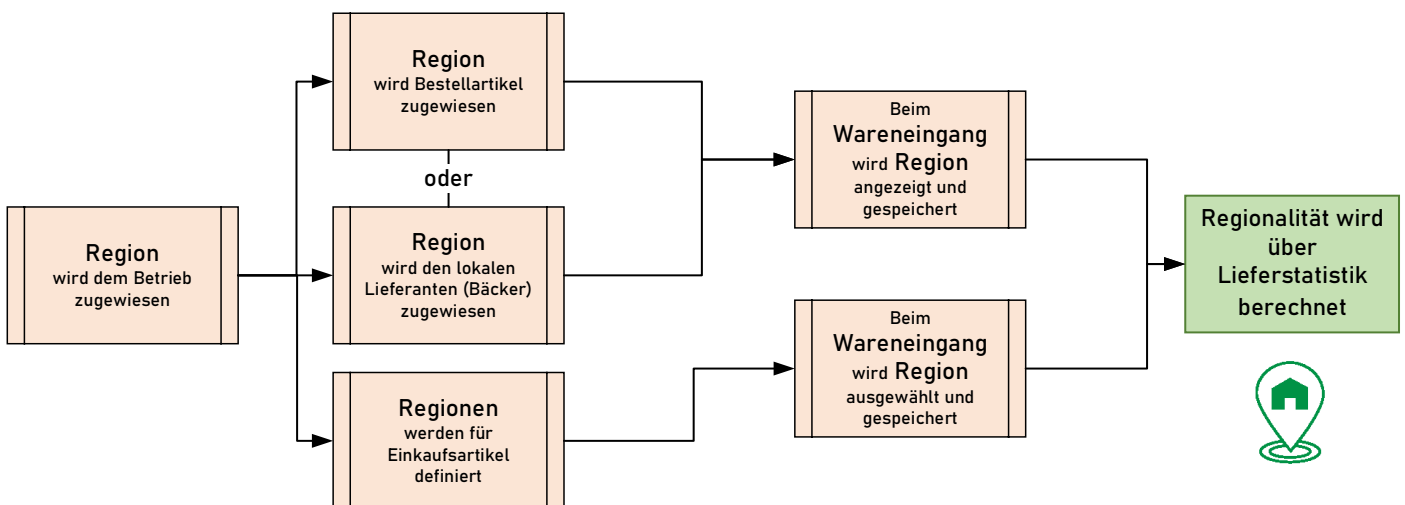 Region
wird dem Betrieb
zugewiesen
Region
wird Bestellartikel
zugewiesen
oder
Region
wird den lokalen
Lieferanten (Bäcker)
zugewiesen
Regionen
werden für
Einkaufsartikel
definiert
Beim
Wareneingang
wird Region
angezeigt und
gespeichert
Beim
Wareneingang
wird Region
ausgewählt und
gespeichert
Regionalität wird
über
Lieferstatistik
berechnet